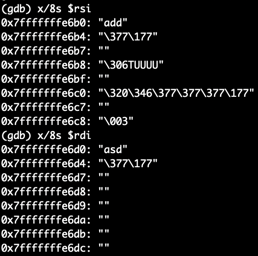 (gdb) x/8s $rsi
0x7fffffffe6b0: "add"
0x7fffffffe6b4: "\377\177"
0x7fffffffe6b7: ""
0x7fffffffe6b8: "\306TUUUU"
0x7fffffffe6bf: ""
0x7fffffffe6c0: "\320\346\377\377\377\177"
0x7fffffffe6c7: ""
0x7fffffffe6c8: "\003"
(gdb) x/8s $rdi
0x7fffffffe6d0: "asd"
0x7fffffffe6d4: "\377\177"
0x7fffffffe6d7: ""
0x7fffffffe6d8: ""
0x7fffffffe6d9: ""
0x7fffffffe6da: ""
0x7fffffffe6db: ""
0x7fffffffe6dc: ""